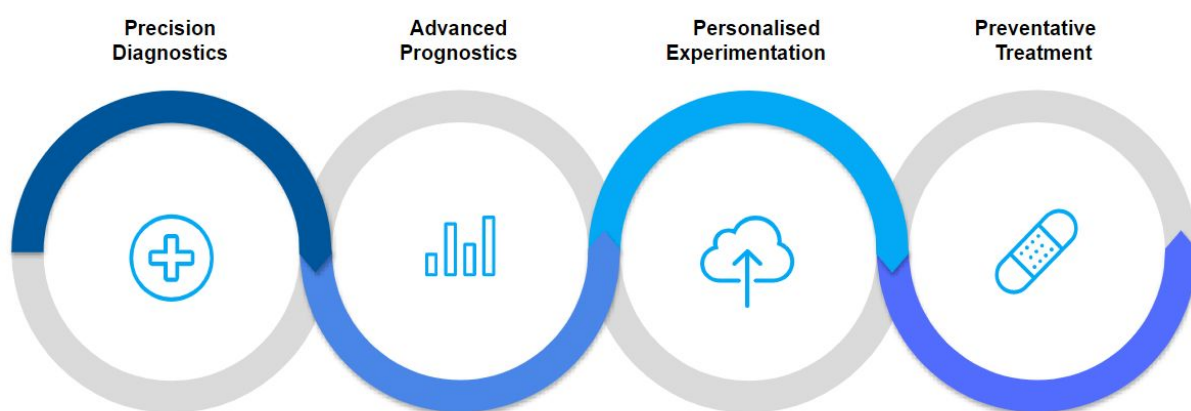 Precision
Diagnostics
Advanced
Prognostics
Personalised
Experimentation
Preventative
Treatment